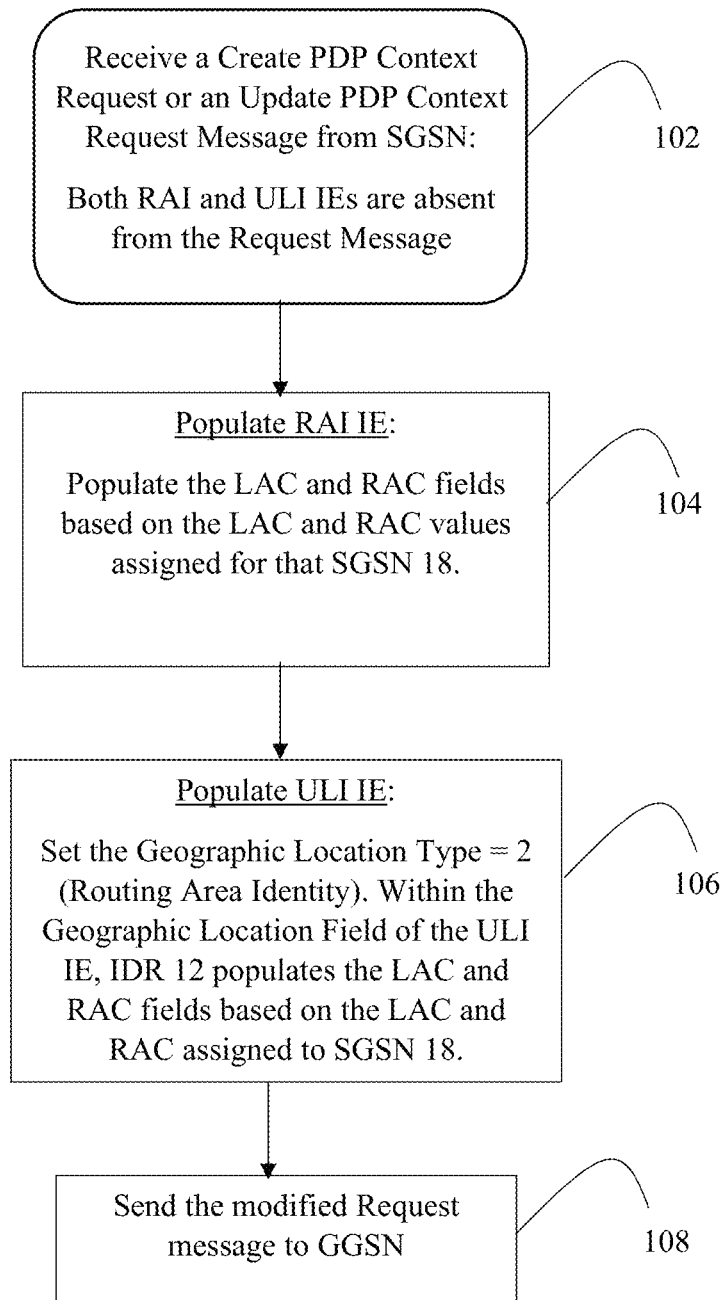 Receive a Create PDP Context
Request or an Update PDP Context
Request Message from SGSN:
Both RAI and ULI IEs are absent
from the Request Message
102
Populate RAI IE:
Populate the LAC and RAC fields
based on the LAC and RAC values
assigned for that SGSN 18.
104
Populate ULI IE:
Set the Geographic Location Type = 2
(Routing Area Identity). Within the
Geographic Location Field of the ULI
IE, IDR 12 populates the LAC and
RAC fields based on the LAC and
RAC assigned to SGSN 18.
106
Send the modified Request
message to GGSN
108